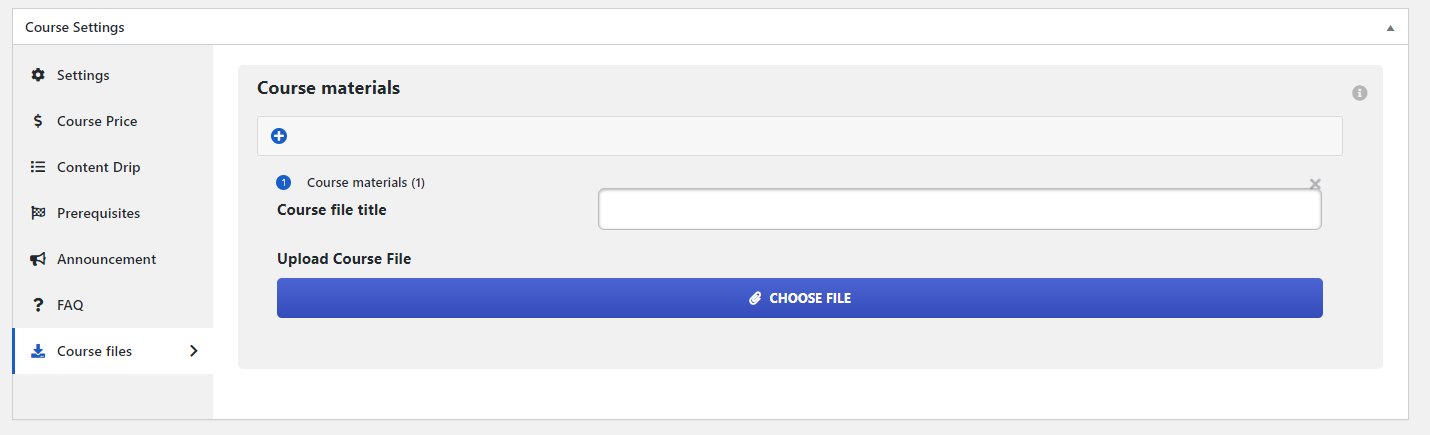 Course Settings
Settings
Course Price
Content Drip
Prerequisites
Announcement
FAQ
Course files
Course materials
1 Course materials (1)
Course file title
Upload Course File
CHOOSE FILE